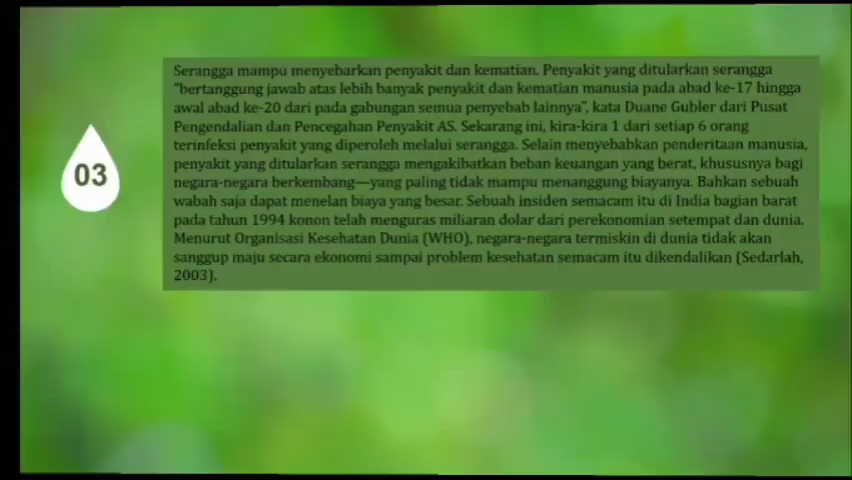 03
Serangga mampu menyebarkan penyakit dan kematian. Penyakit yang ditularkan serangga
"bertanggung jawab atas lebih banyak penyakit dan kematian manusia pada abad ke-17 hingga
awal abad ke-20 dari pada gabungan semua penyebab lainnya", kata Duane Gubler dari Pusat
Pengendalian dan Pencegahan Penyakit AS. Sekarang ini, kira-kira 1 dari setiap 6 orang
terinfeksi penyakit yang diperoleh melalui serangga. Selain menyebabkan penderitaan manusia,
penyakit yang ditularkan serangga mengakibatkan beban keuangan yang berat, khususnya bagi
negara-negara berkembang—yang paling tidak mampu menanggung biayanya. Bahkan sebuah
wabah saja dapat menelan biaya yang besar. Sebuah insiden semacam itu di India bagian barat
pada tahun 1994 konon telah menguras miliaran dolar dari perekonomian setempat dan dunia.
Menurut Organisasi Kesehatan Dunia (WHO), negara-negara termiskin di dunia tidak akan
sanggup maju secara ekonomi sampai problem kesehatan semacam itu dikendalikan (Sedarlah,
2003).